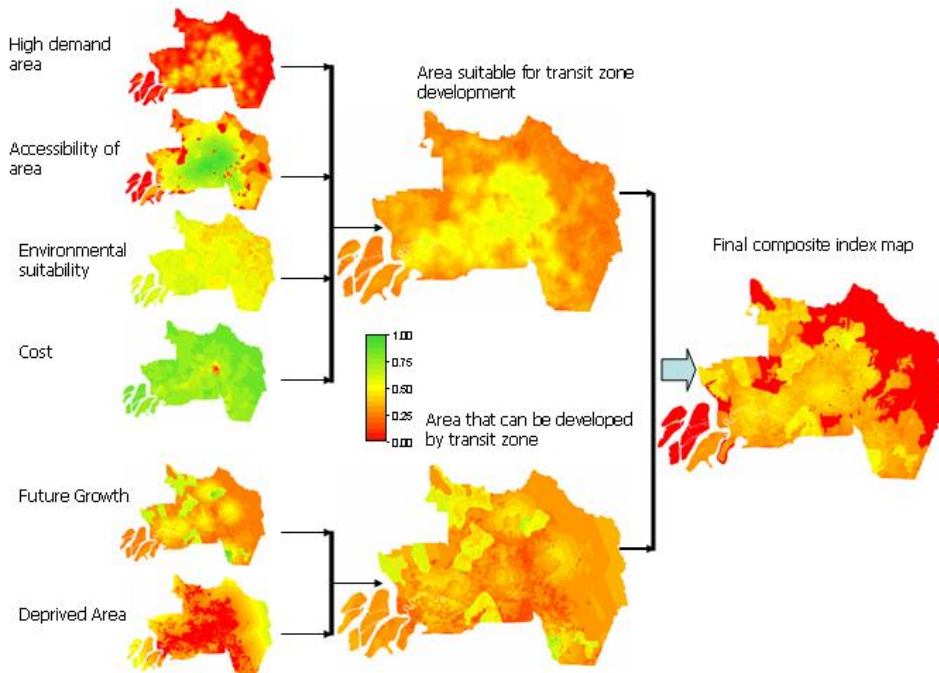 High demand
area
Accessibility of
area
Environmental
suitability
Cost
Future Growth
Deprived Area
Area suitable for transit zone
development
1.00
0.75
0.50
0.25
0.00
Area that can be developed
by transit zone
Final composite index map